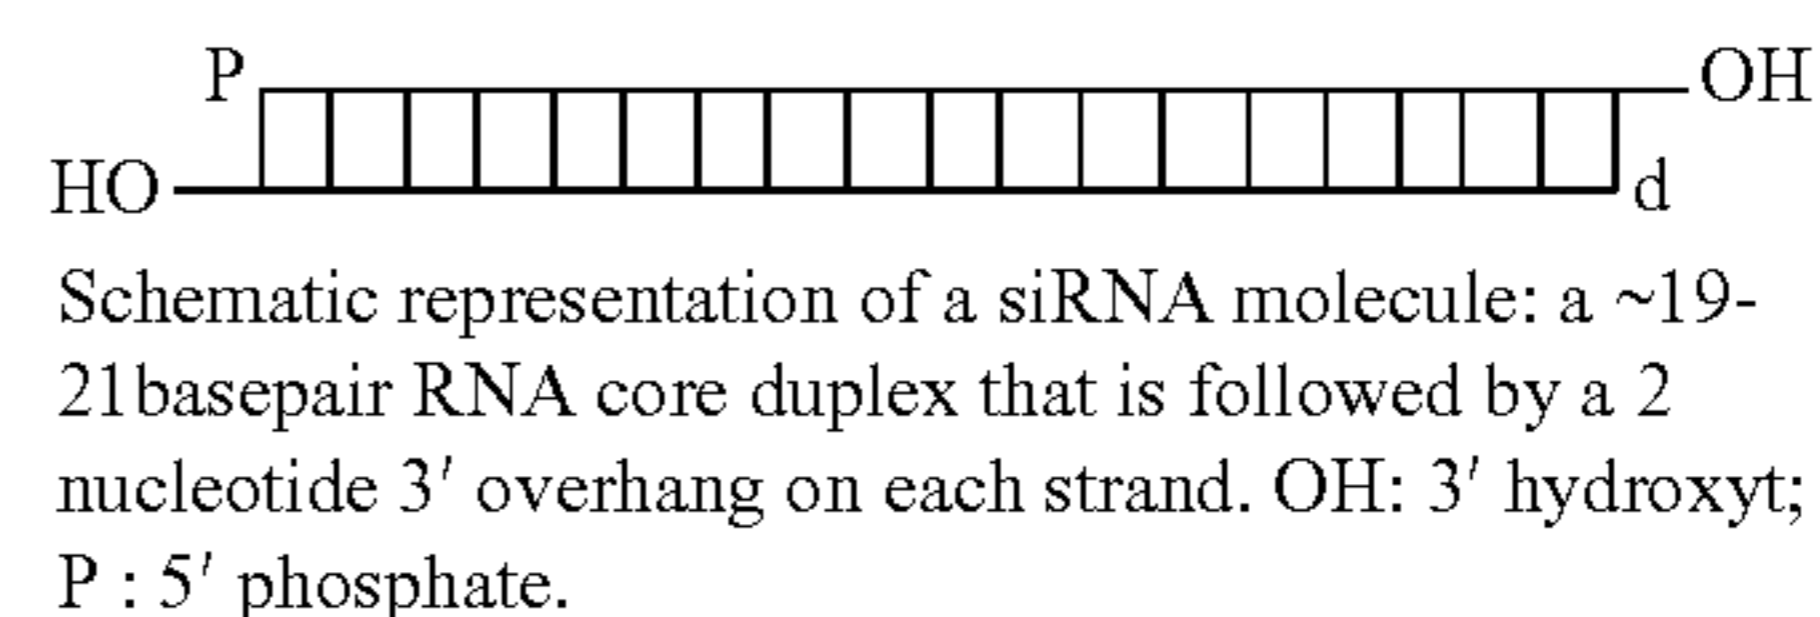 P
OH
HO
d
Schematic representation of a siRNA molecule: a ~19-
21basepair RNA core duplex that is followed by a 2
nucleotide 3′ overhang on each strand. OH: 3′ hydroxyt;
P : 5′ phosphate.